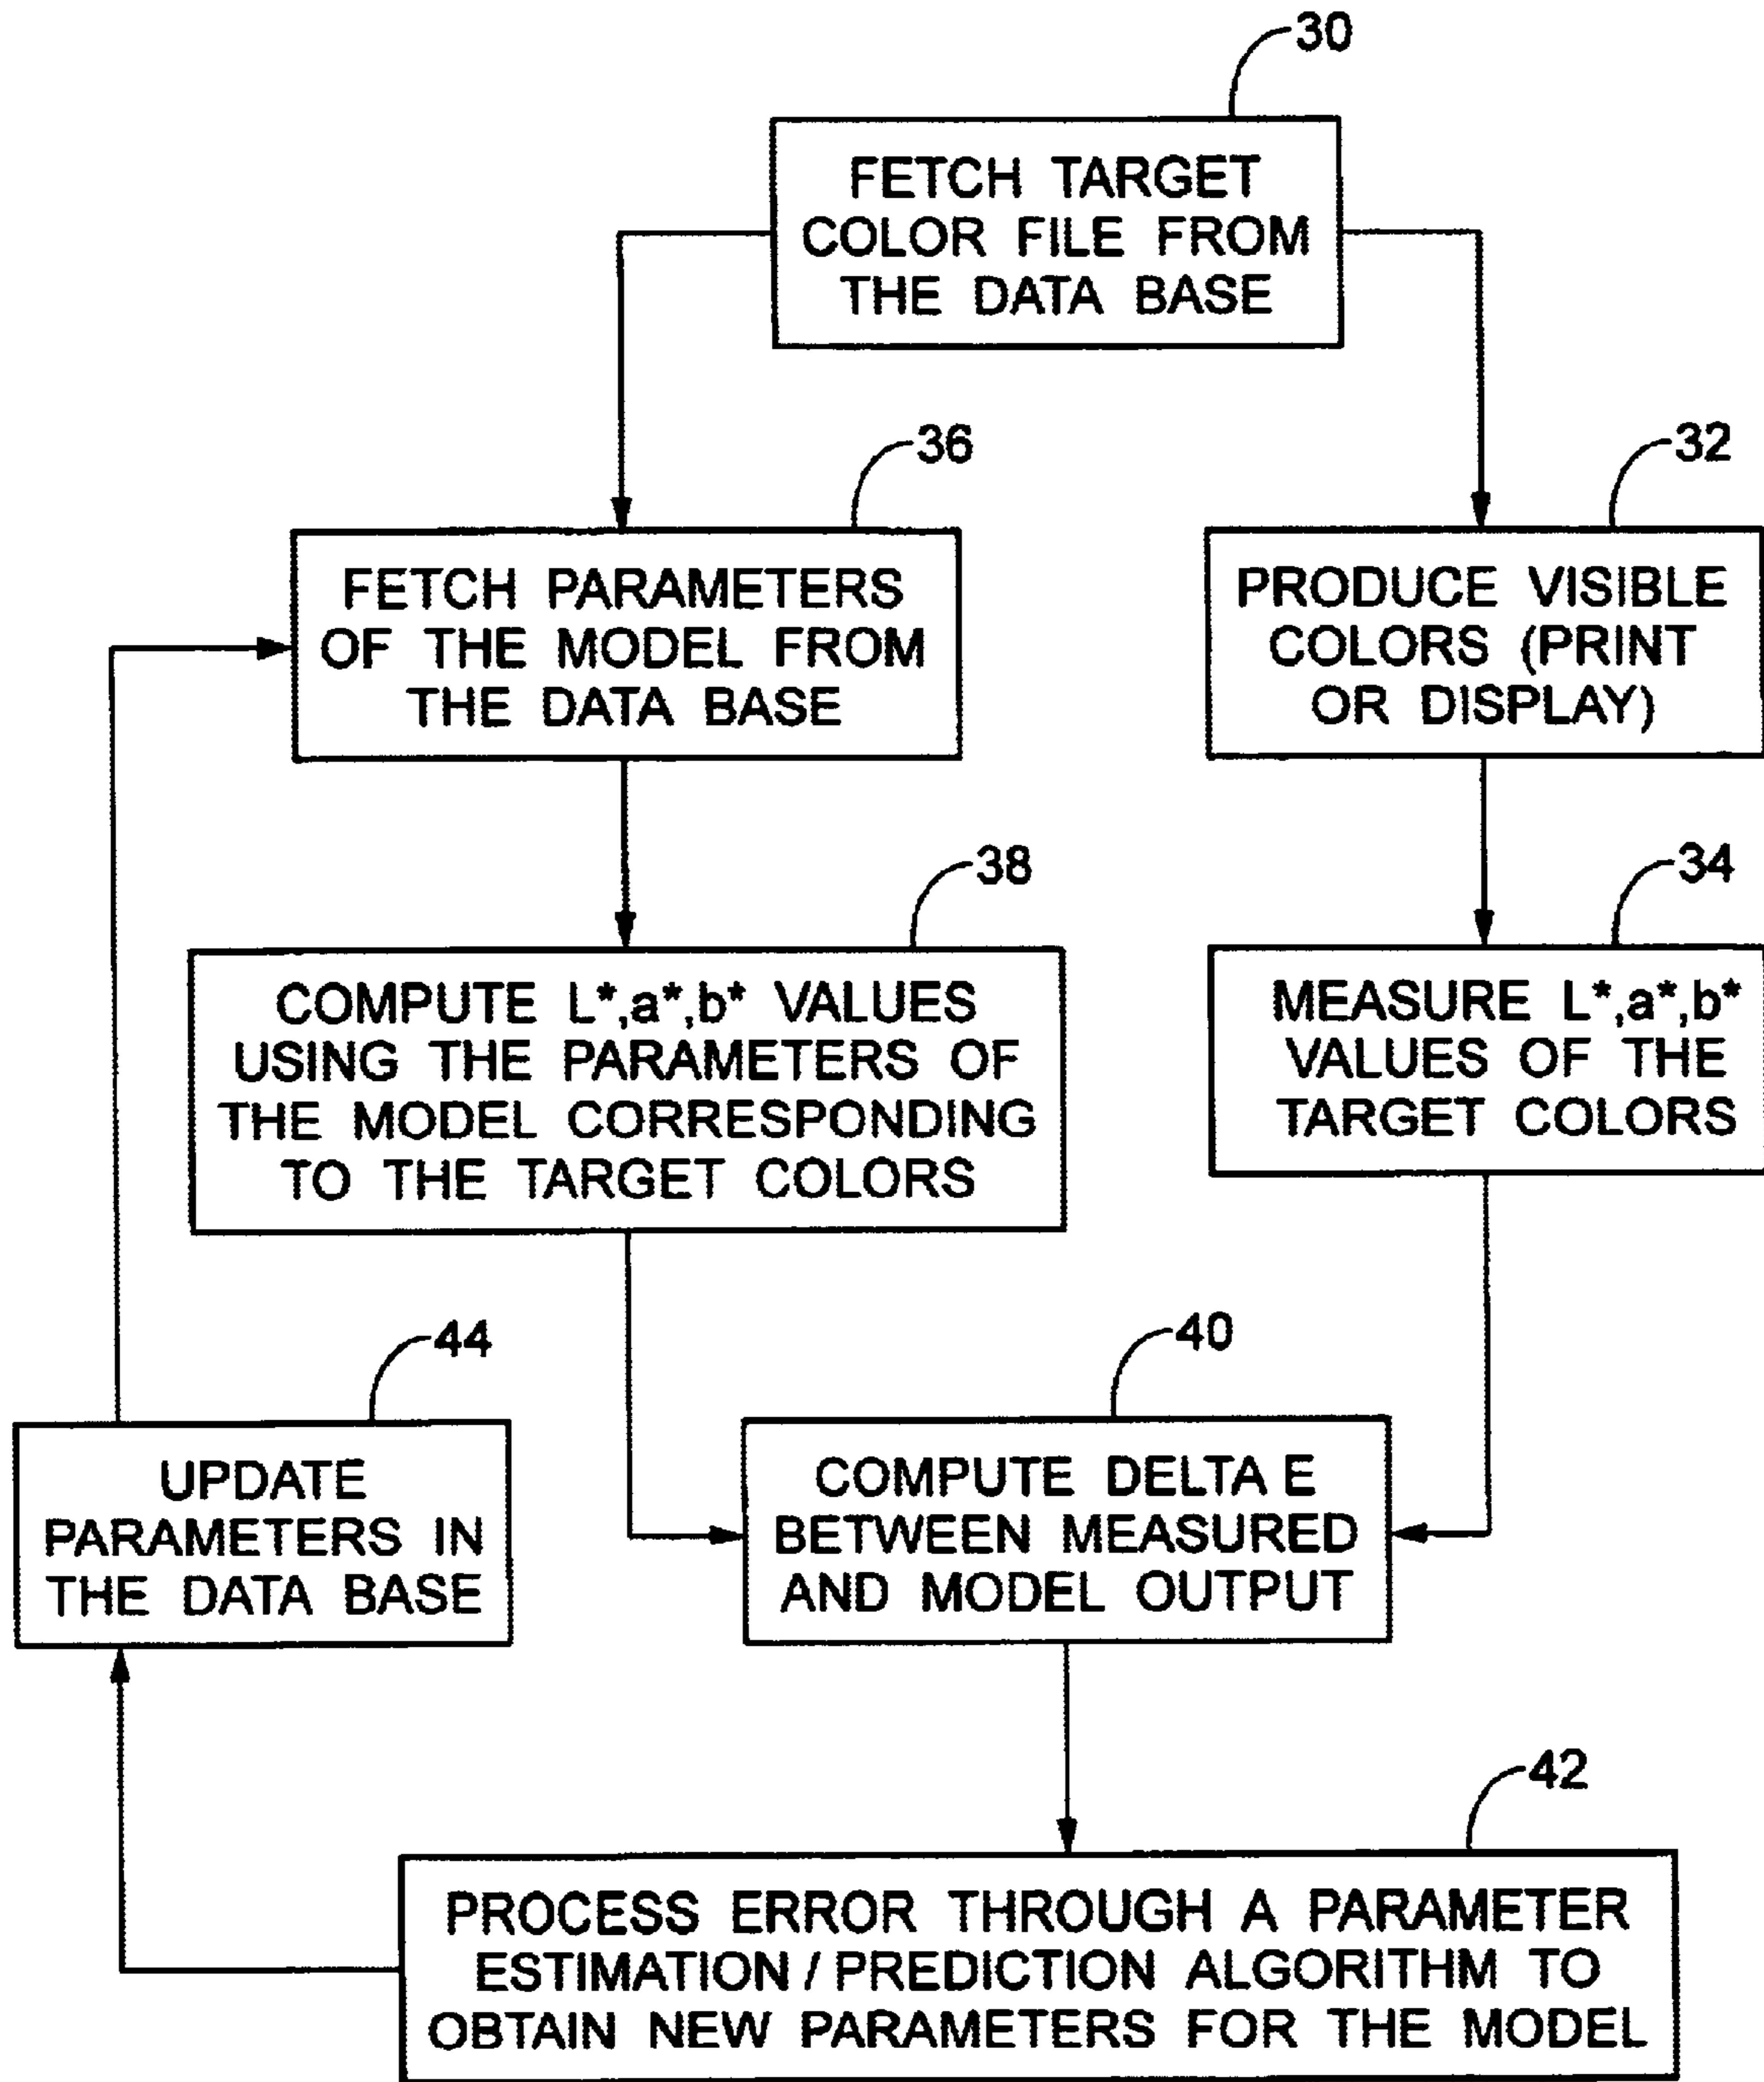 30
FETCH TARGET
COLOR FILE FROM
THE DATA BASE
36
FETCH PARAMETERS
OF THE MODEL FROM
THE DATA BASE
32
PRODUCE VISIBLE
COLORS (PRINT
OR DISPLAY)
38
COMPUTE L*,a*,b* VALUES
USING THE PARAMETERS OF
THE MODEL CORRESPONDING
TO THE TARGET COLORS
34
MEASURE L*,a*,b*
VALUES OF THE
TARGET COLORS
44
UPDATE
PARAMETERS IN
THE DATA BASE
40
COMPUTE DELTA E
BETWEEN MEASURED
AND MODEL OUTPUT
42
PROCESS ERROR THROUGH A PARAMETER
ESTIMATION / PREDICTION ALGORITHM TO
OBTAIN NEW PARAMETERS FOR THE MODEL